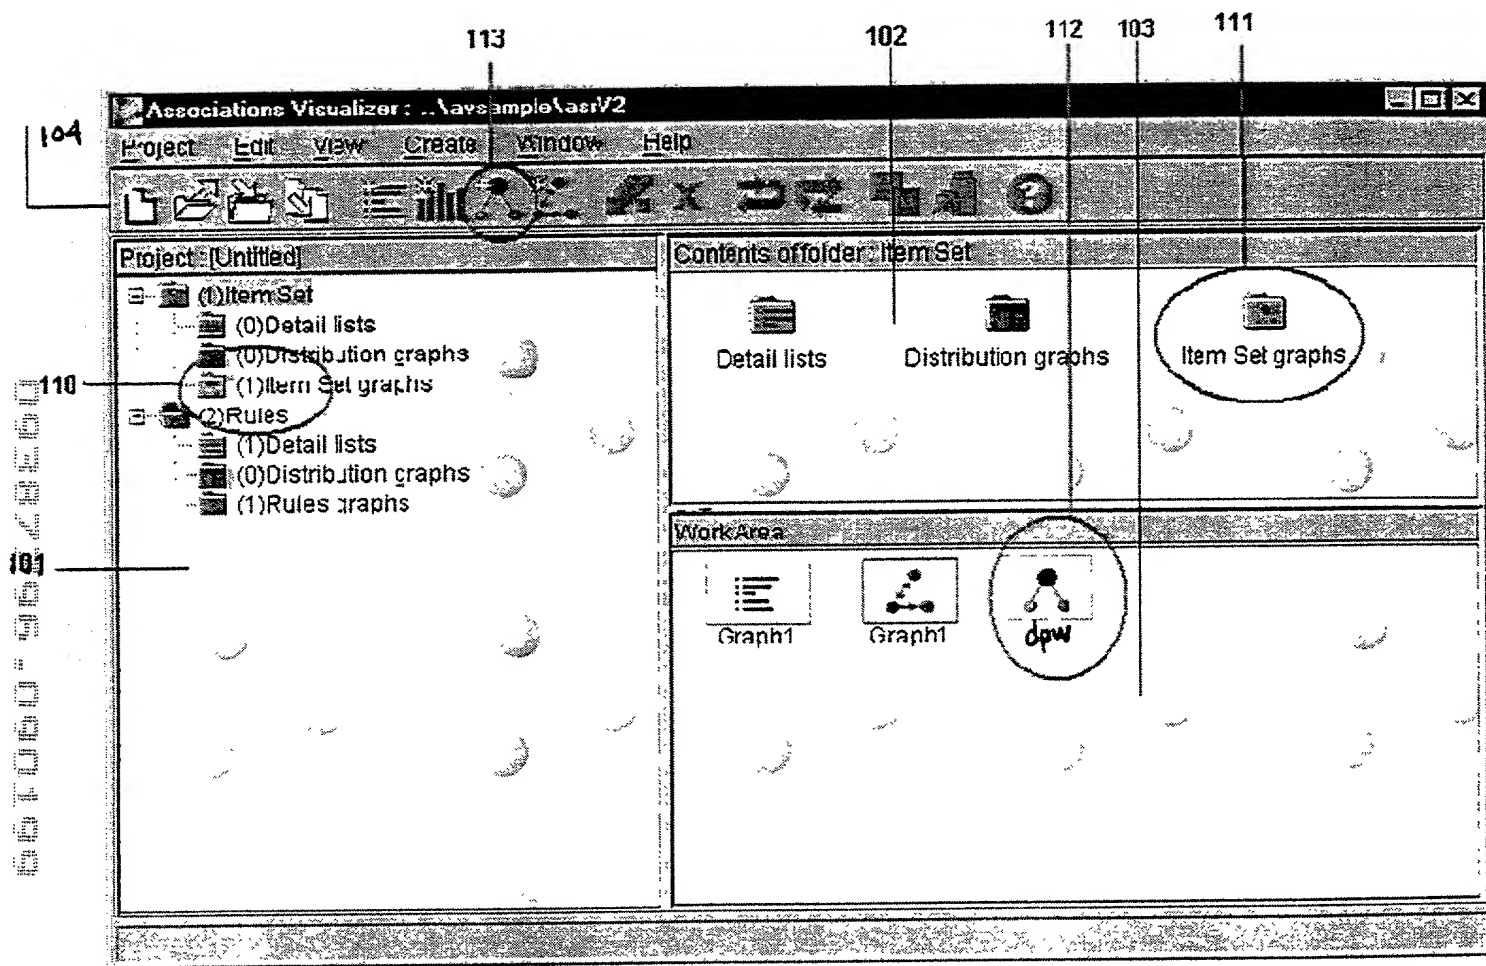 113 102 112 103 111
104
Associations Visualizer : ..\avsample\asrV2
Project Edit View Create Window Help
Project :[Untitled]
(1)Item Set
(0)Detail lists
(0)Distribution graphs
110
(1)Item Set graphs
(2)Rules
(1)Detail lists
(0)Distribution graphs
(1)Rules graphs
101
Contents of folder : Item Set
Detail lists Distribution graphs Item Set graphs
WorkArea
Graph1 Graph1 dpw